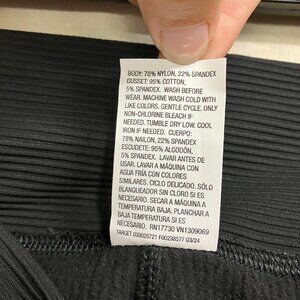 BODY: 78% NYLON, 22% SPANDEX
GUSSET: 95% COTTON,
5% SPANDEX. WASH BEFORE
WEAR. MACHINE WASH COLD WITH
LIKE COLORS. GENTLE CYCLE, ONLY
NON-CHLORINE BLEACH IF
NEEDED. TUMBLE DRY LOW. COOL
IRON IF NEEDED. CUERPO:
78% NAILON, 22% SPANDEX
ESCUDETE: 95% ALGODÓN,
5% SPANDEX. LAVAR ANTES DE
USAR. LAVAR A MÁQUINA CON
AGUA FRÍA CON COLORES
SIMILARES. CICLO DELICADO. SÓLO
BLANQUEADOR SIN CLORO SI ES
NECESARIO. SECAR A MÁQUINA A
TEMPERATURA BAJA. PLANCHAR A
BAJA TEMPERATURA SI ES
NECESARIO. RN17730 VN1309069
TARGET 039028721 G3/24